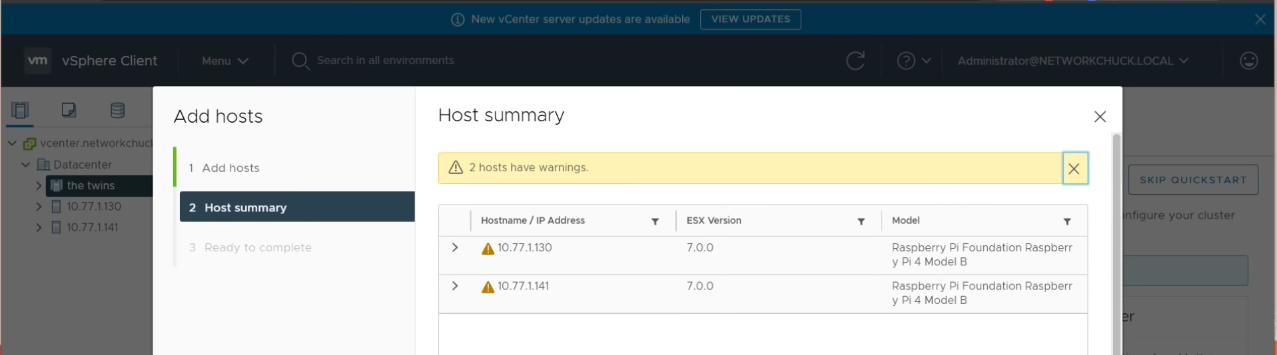 New vCenter server updates are available VIEW UPDATES
vm vSphere Client Menu Search in all environments Administrator@NETWORKCHUCK.LOCAL
Add hosts
Host summary
vcenter.networkchuck
Datacenter
the twins
10.77.1.130
10.77.1.141
1 Add hosts
2 Host summary
3 Ready to complete
2 hosts have warnings.
Hostname / IP Address ESX Version Model
10.77.1.130 7.0.0 Raspberry Pi Foundation Raspberr
y Pi 4 Model B
10.77.1.141 7.0.0 Raspberry Pi Foundation Raspberr
y Pi 4 Model B
SKIP QUICKSTART
nfigure your cluster
er